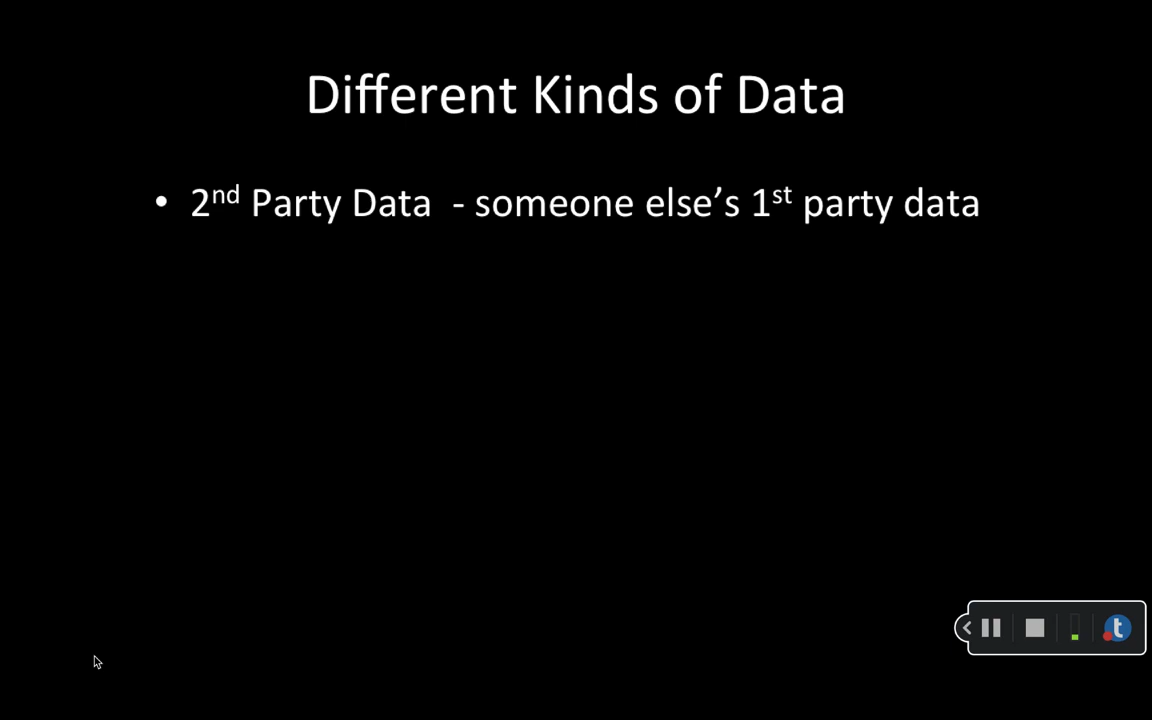 Different Kinds of Data
• 2nd Party Data - someone else’s 1st party data
t